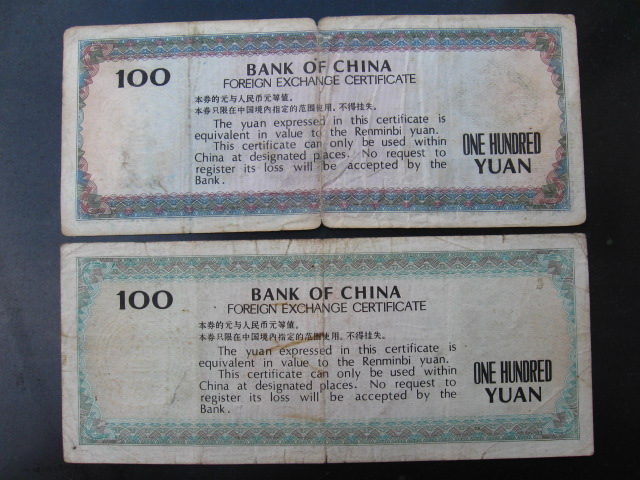 100
BANK OF CHINA
FOREIGN EXCHANGE CERTIFICATE
本券的元与人民币元等值。
本券只限在中国境内指定的范围使用，不得挂失。
The yuan expressed in this certificate is
equivalent in value to the Renminbi yuan.
This certificate can only be used within
China at designated places. No request to
register its loss will be accepted by the
Bank.
ONE HUNDRED
YUAN
100
BANK OF CHINA
FOREIGN EXCHANGE CERTIFICATE
本券的元与人民币元等值。
本券只限在中国境内指定的范围使用，不得挂失。
The yuan expressed in this certificate is
equivalent in value to the Renminbi yuan.
This certificate can only be used within
China at designated places. No request to
register its loss will be accepted by the
Bank.
ONE HUNDRED
YUAN